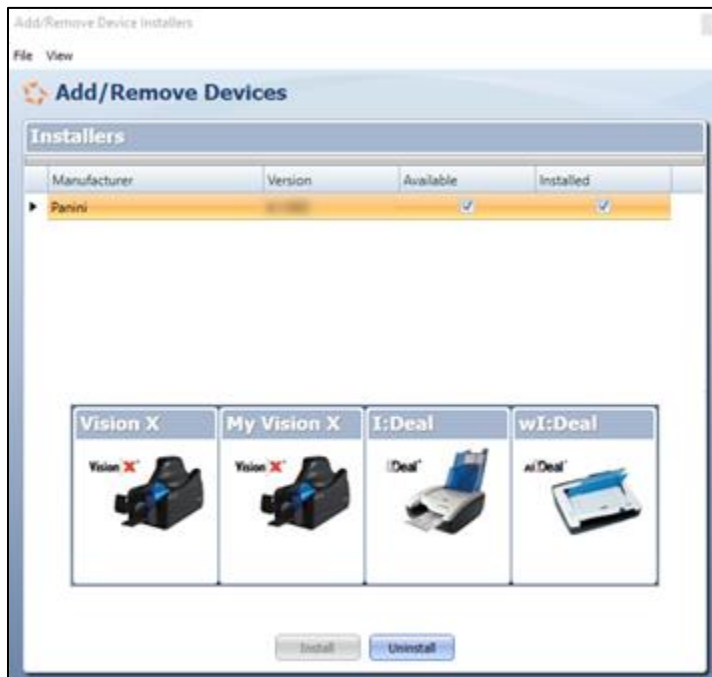 Add/Remove Device Installers
File View
Add/Remove Devices
Installers
Manufacturer Version Available Installed
Panini
Vision X My Vision X I:Deal wI:Deal
Vision X Vision X I:Deal wI:Deal
Install Uninstall